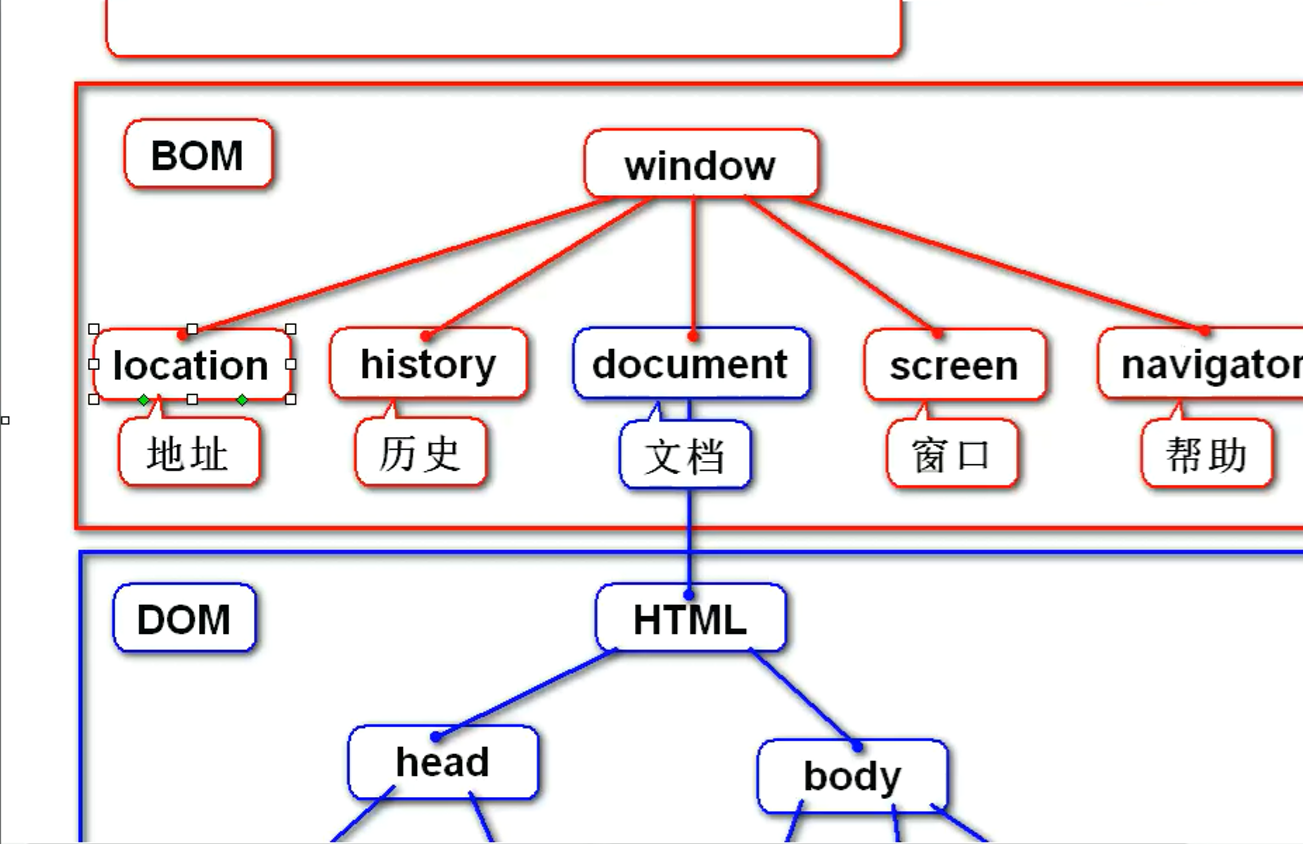 BOM
window
location
history
document
screen
navigator
地址
历史
文档
窗口
帮助
DOM
HTML
head
body